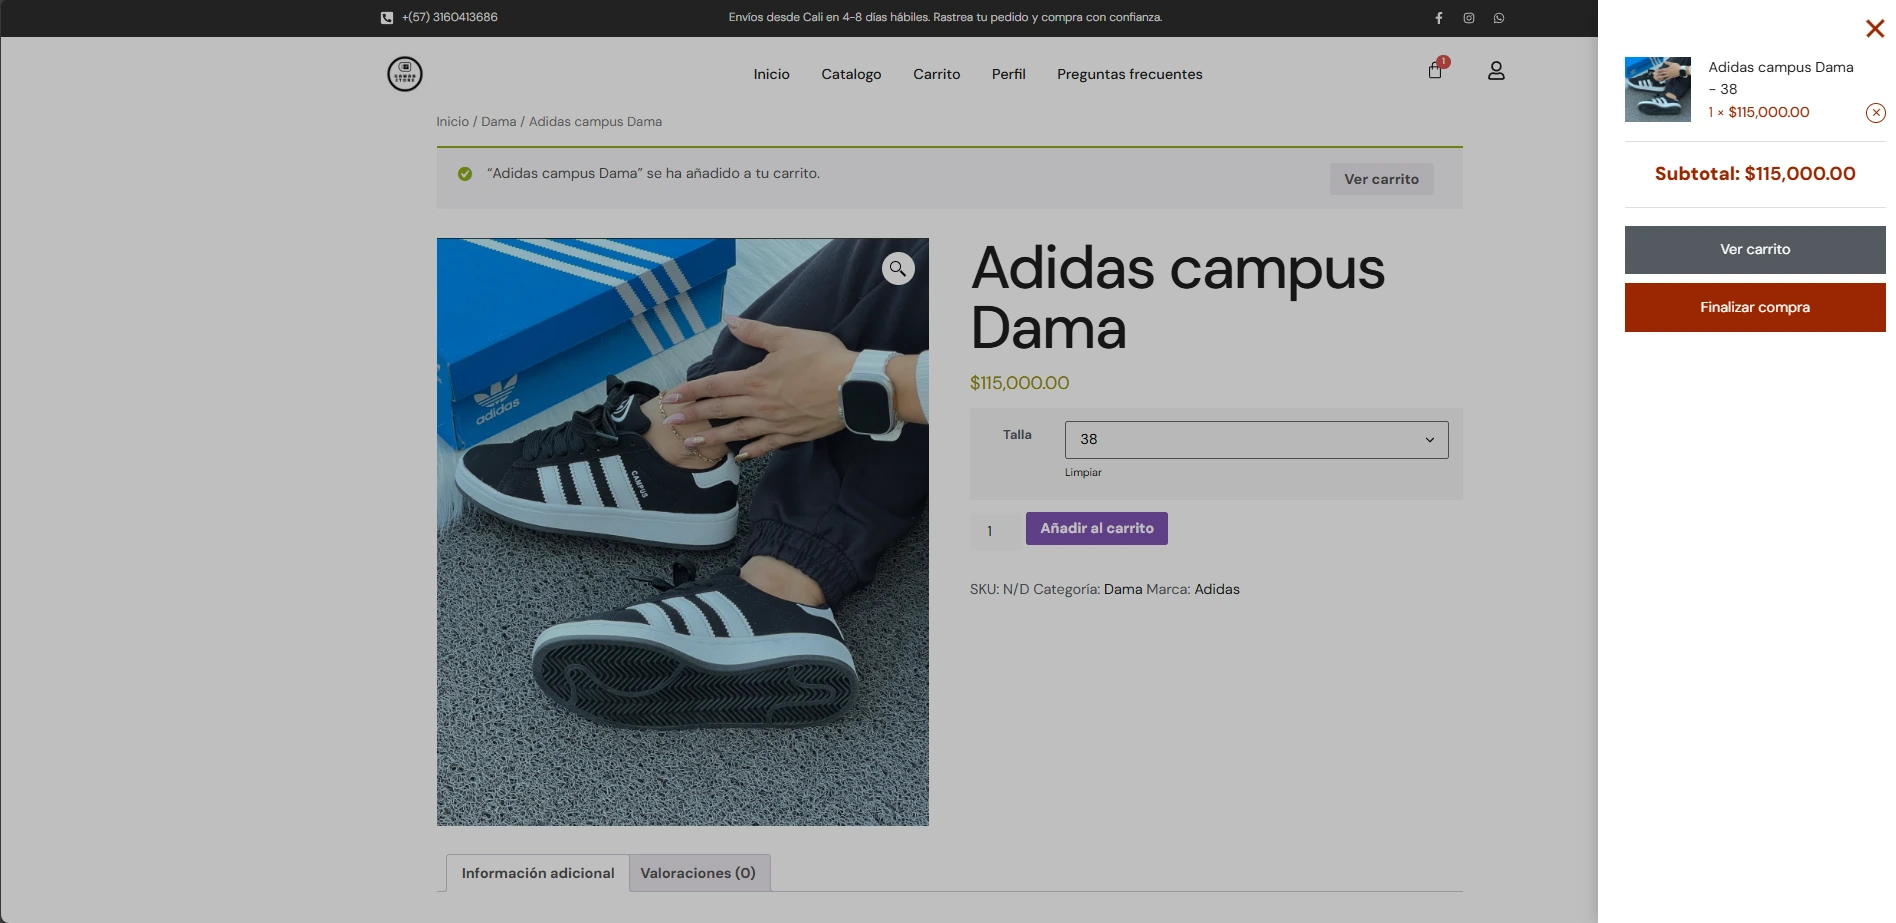 +(57) 3160413686
Envíos desde Cali en 4-8 días hábiles. Rastrea tu pedido y compra con confianza.
Inicio
Catalogo
Carrito
Perfil
Preguntas frecuentes
1
Inicio / Dama / Adidas campus Dama
“Adidas campus Dama” se ha añadido a tu carrito.
Ver carrito
adidas
CAMPUS
Adidas campus
Dama
$115,000.00
Talla
38
Limpiar
1
Añadir al carrito
SKU: N/D Categoría: Dama Marca: Adidas
Información adicional
Valoraciones (0)
Adidas campus Dama
- 38
1 × $115,000.00
Subtotal: $115,000.00
Ver carrito
Finalizar compra